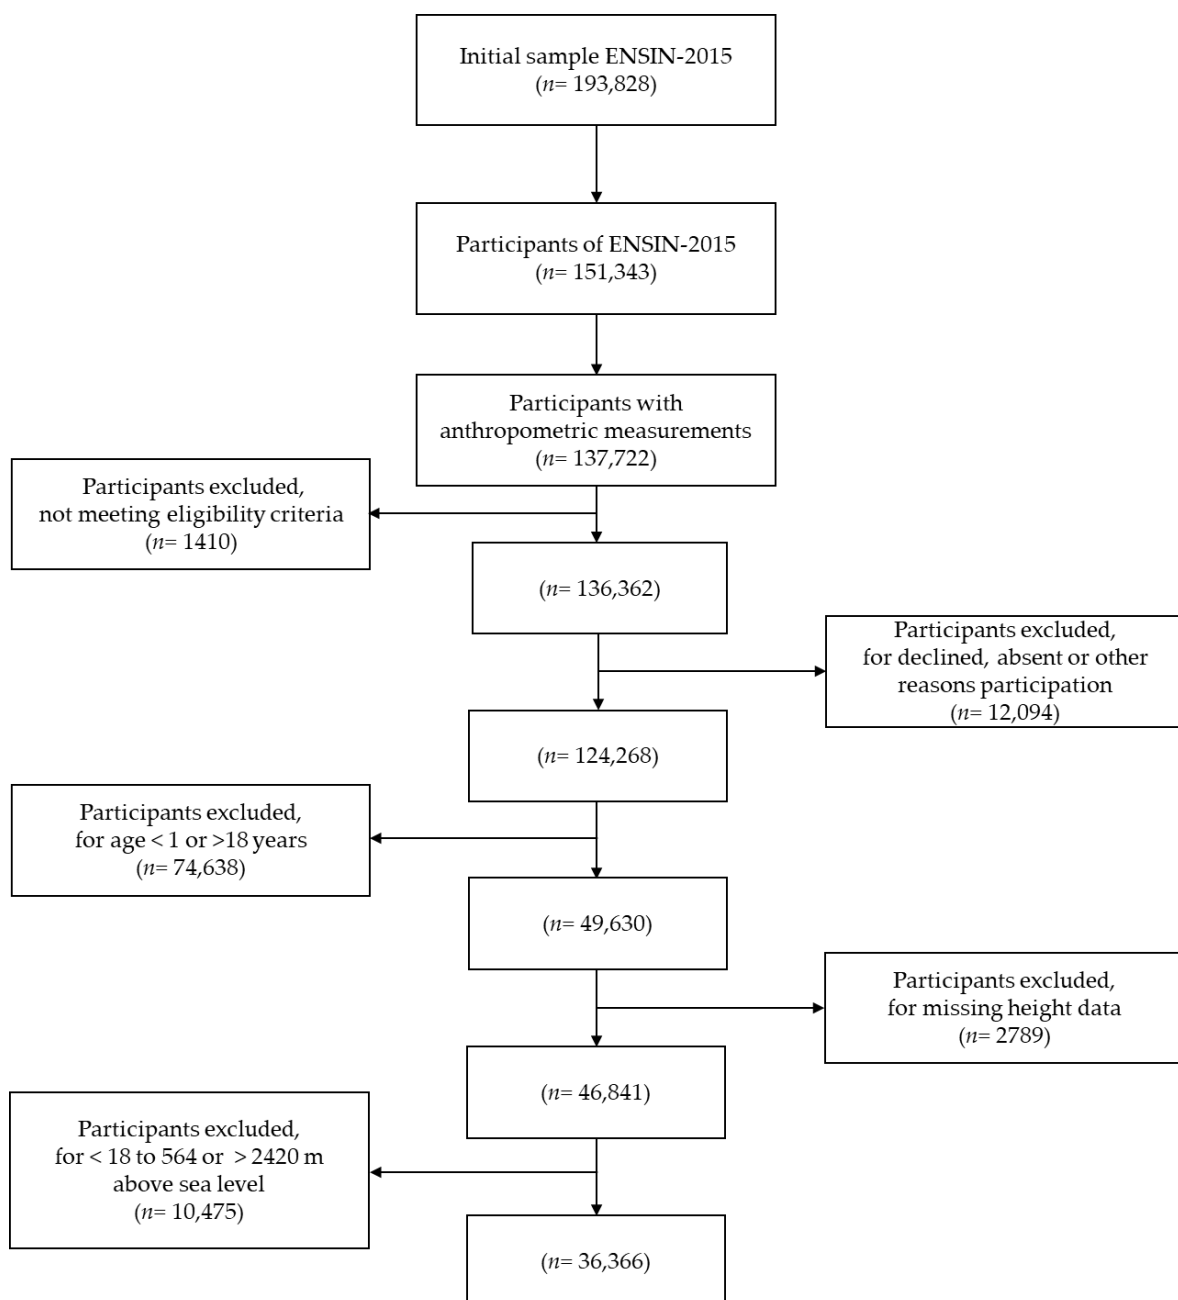 Initial sample ENSIN-2015
(n= 193,828)
Participants of ENSIN-2015
(n= 151,343)
Participants with
anthropometric measurements
(n= 137,722)
Participants excluded,
not meeting eligibility criteria
(n= 1410)
(n= 136,362)
Participants excluded,
for declined, absent or other
reasons participation
(n= 12,094)
(n= 124,268)
Participants excluded,
for age < 1 or >18 years
(n= 74,638)
(n= 49,630)
Participants excluded,
for missing height data
(n= 2789)
(n= 46,841)
Participants excluded,
for < 18 to 564 or > 2420 m
above sea level
(n= 10,475)
(n= 36,366)